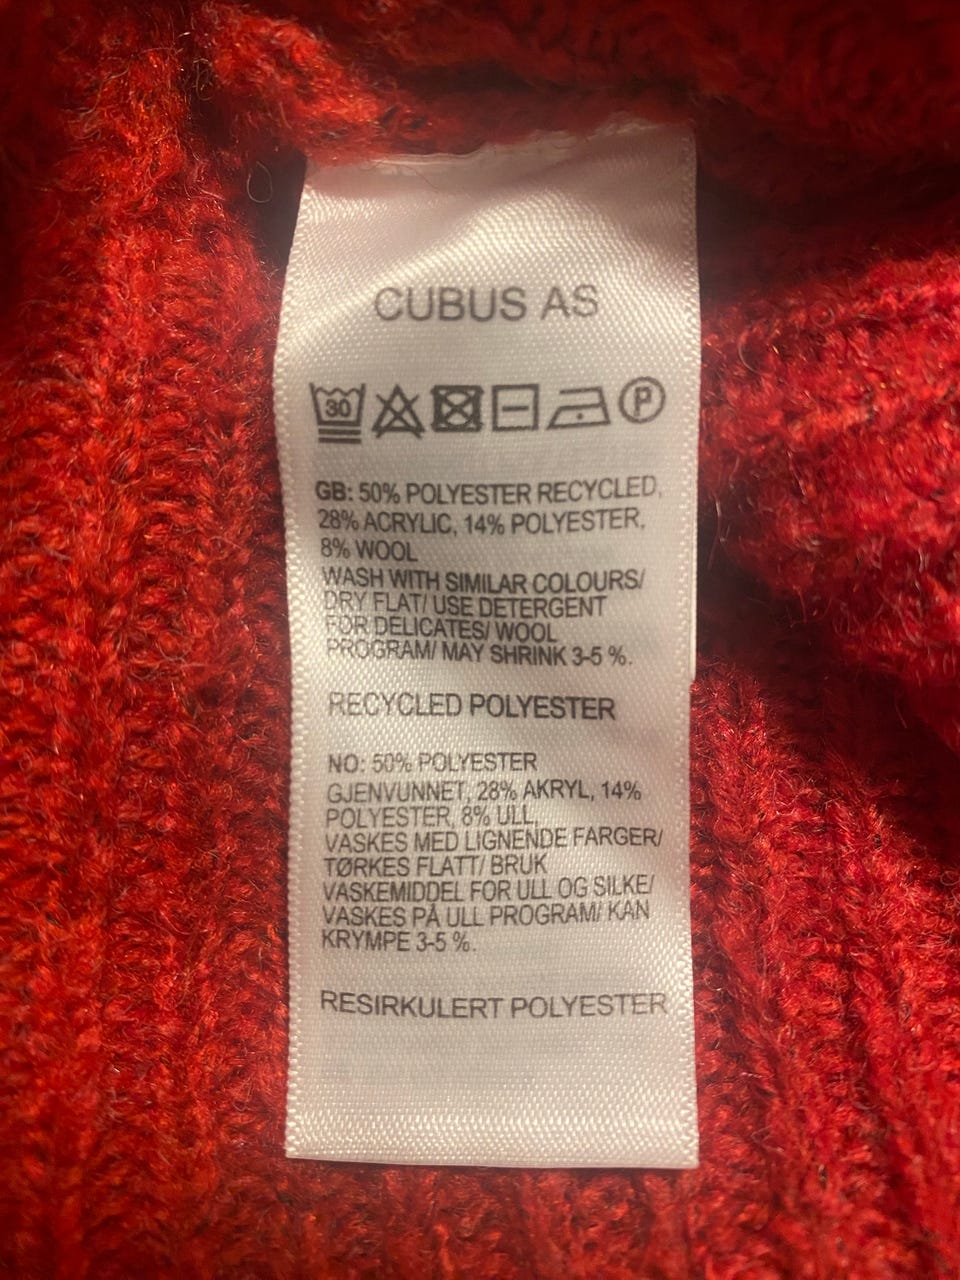 CUBUS AS
30 P
GB: 50% POLYESTER RECYCLED,
28% ACRYLIC, 14% POLYESTER,
8% WOOL
WASH WITH SIMILAR COLOURS/
DRY FLAT/ USE DETERGENT
FOR DELICATES/ WOOL
PROGRAM/ MAY SHRINK 3-5 %.
RECYCLED POLYESTER
NO: 50% POLYESTER
GJENVUNNET, 28% AKRYL, 14%
POLYESTER, 8% ULL,
VASKES MED LIGNENDE FARGER/
TØRKES FLATT/ BRUK
VASKEMIDDEL FOR ULL OG SILKE/
VASKES PÅ ULL PROGRAM/ KAN
KRYMPE 3-5 %.
RESIRKULERT POLYESTER